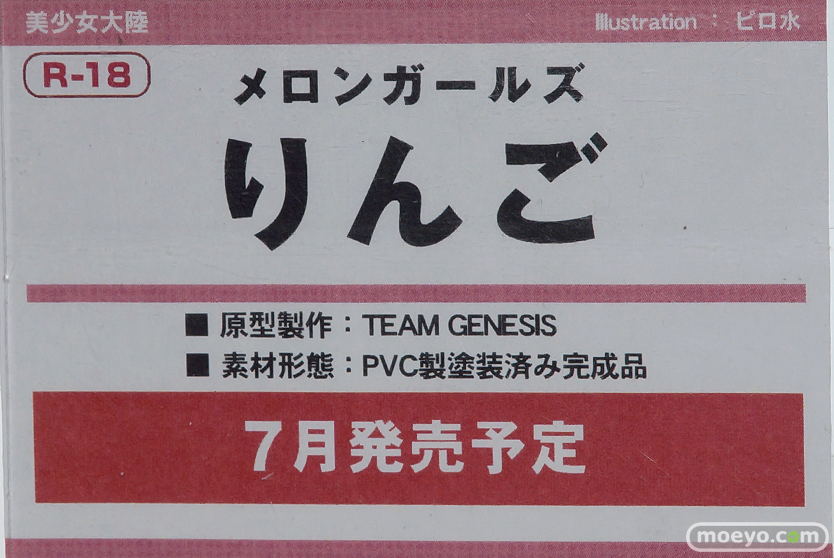 美少女大陸
Illustration : ピロ水
R-18
メロンガールズ
りんご
■ 原型製作：TEAM GENESIS
■ 素材形態：PVC製塗装済み完成品
7月発売予定
moeyo.com